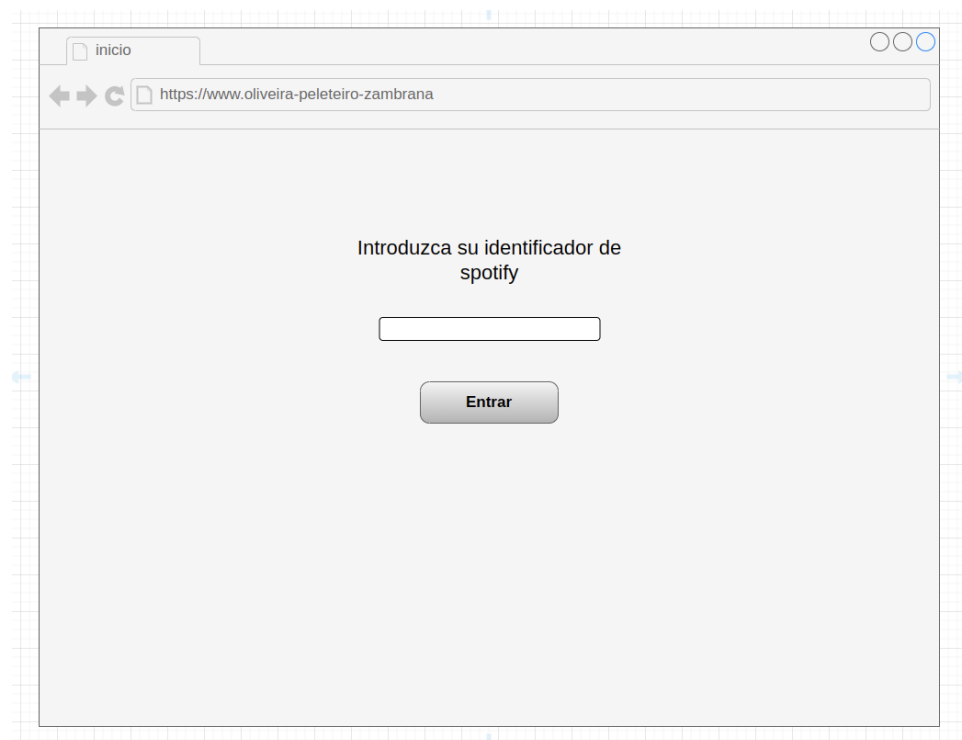 inicio
https://www.oliveira-peleteiro-zambrana
Introduzca su identificador de
spotify
Entrar